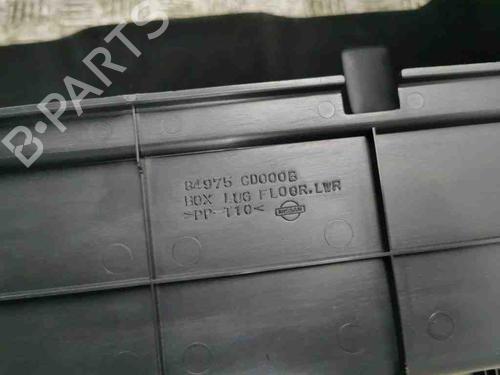 B-PARTS
84975 CD000B
BOX LUG FLOOR.LWR
>PP-T10<
NISSAN